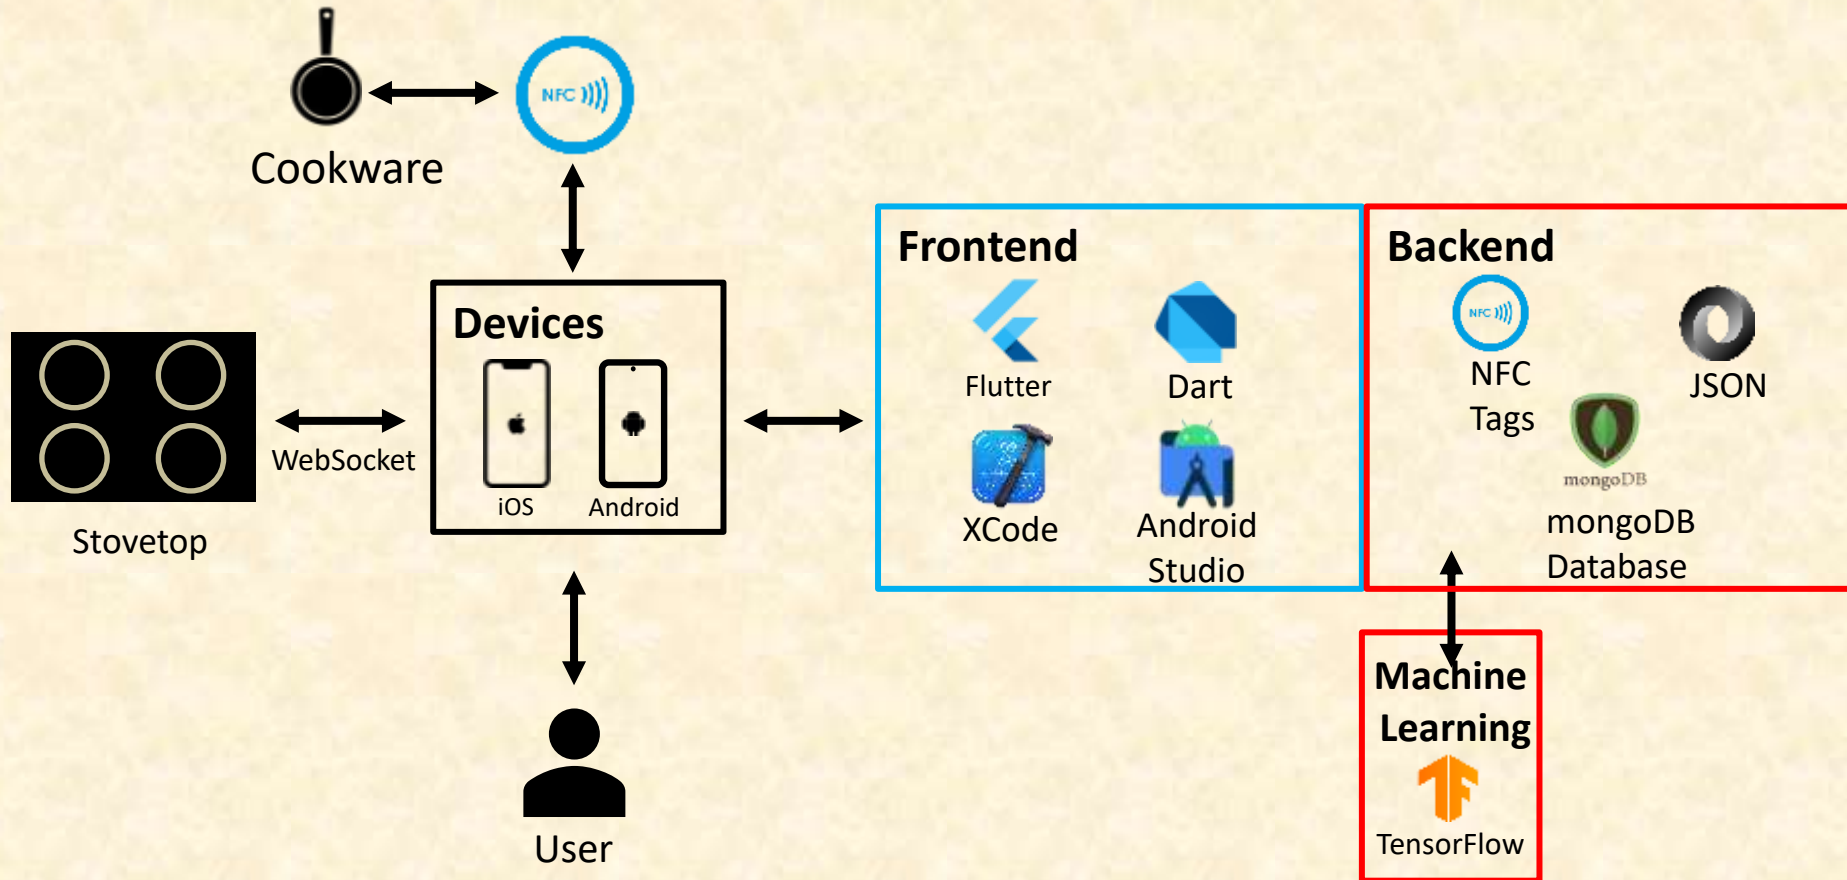 NFC
Cookware
Frontend
Backend
Devices
NFC
Flutter
Dart
NFC
Tags
JSON
WebSocket
iOS
Android
mongoDB
XCode
Android
Studio
mongoDB
Database
Stovetop
Machine
Learning
TensorFlow
User